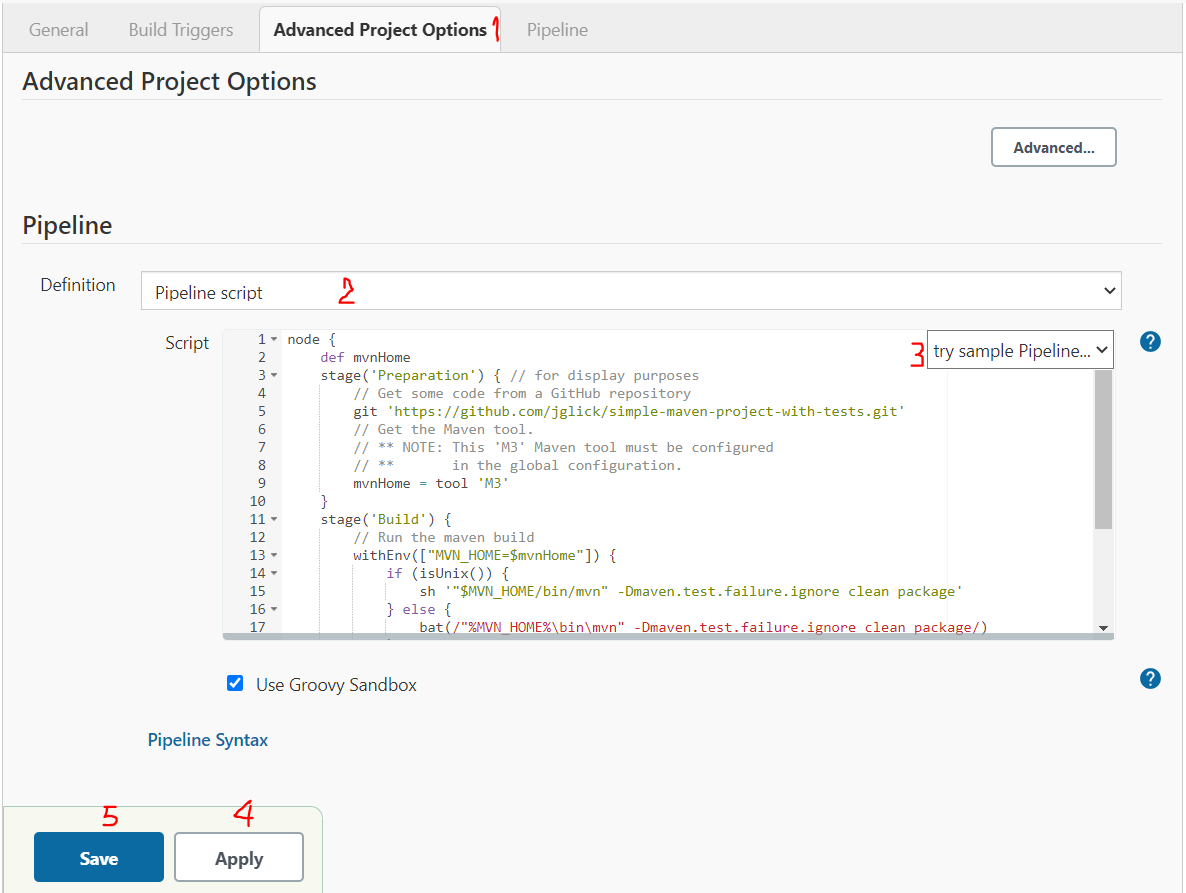 General Build Triggers Advanced Project Options 1 Pipeline
Advanced Project Options
Advanced...
Pipeline
Definition Pipeline script 2
Script
3 try sample Pipeline... ?
1 node {
2     def mvnHome
3     stage('Preparation') { // for display purposes
4         // Get some code from a GitHub repository
5         git 'https://github.com/jglick/simple-maven-project-with-tests.git'
6         // Get the Maven tool.
7         // ** NOTE: This 'M3' Maven tool must be configured
8         // **       in the global configuration.
9         mvnHome = tool 'M3'
10     }
11     stage('Build') {
12         // Run the maven build
13         withEnv(["MVN_HOME=$mvnHome"]) {
14             if (isUnix()) {
15                 sh '"$MVN_HOME/bin/mvn" -Dmaven.test.failure.ignore clean package'
16             } else {
17                 bat(/"%MVN_HOME%\bin\mvn" -Dmaven.test.failure.ignore clean package/)
Use Groovy Sandbox ?
Pipeline Syntax
5 4
Save Apply